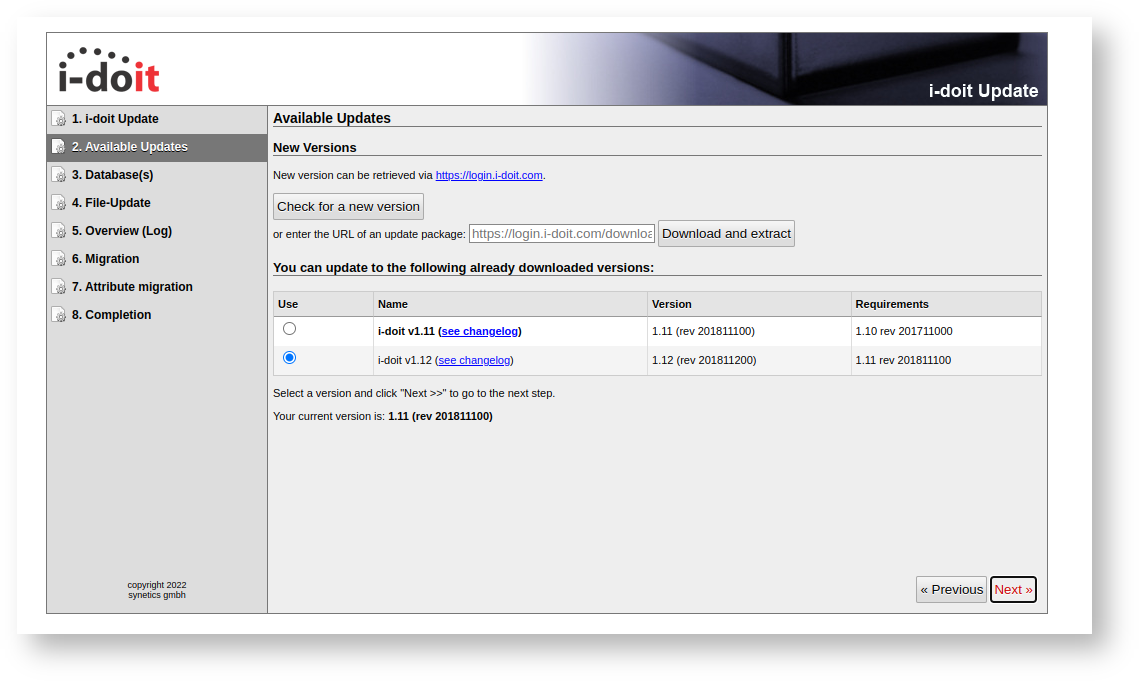 i-doit
i-doit Update
1. i-doit Update
2. Available Updates
3. Database(s)
4. File-Update
5. Overview (Log)
6. Migration
7. Attribute migration
8. Completion
copyright 2022
synetics gmbh
Available Updates
New Versions
New version can be retrieved via https://login.i-doit.com.
Check for a new version
or enter the URL of an update package: https://login.i-doit.com/downloa Download and extract
You can update to the following already downloaded versions:
Use Name Version Requirements
i-doit v1.11 (see changelog) 1.11 (rev 201811100) 1.10 rev 201711000
i-doit v1.12 (see changelog) 1.12 (rev 201811200) 1.11 rev 201811100
Select a version and click "Next >>" to go to the next step.
Your current version is: 1.11 (rev 201811100)
« Previous Next »